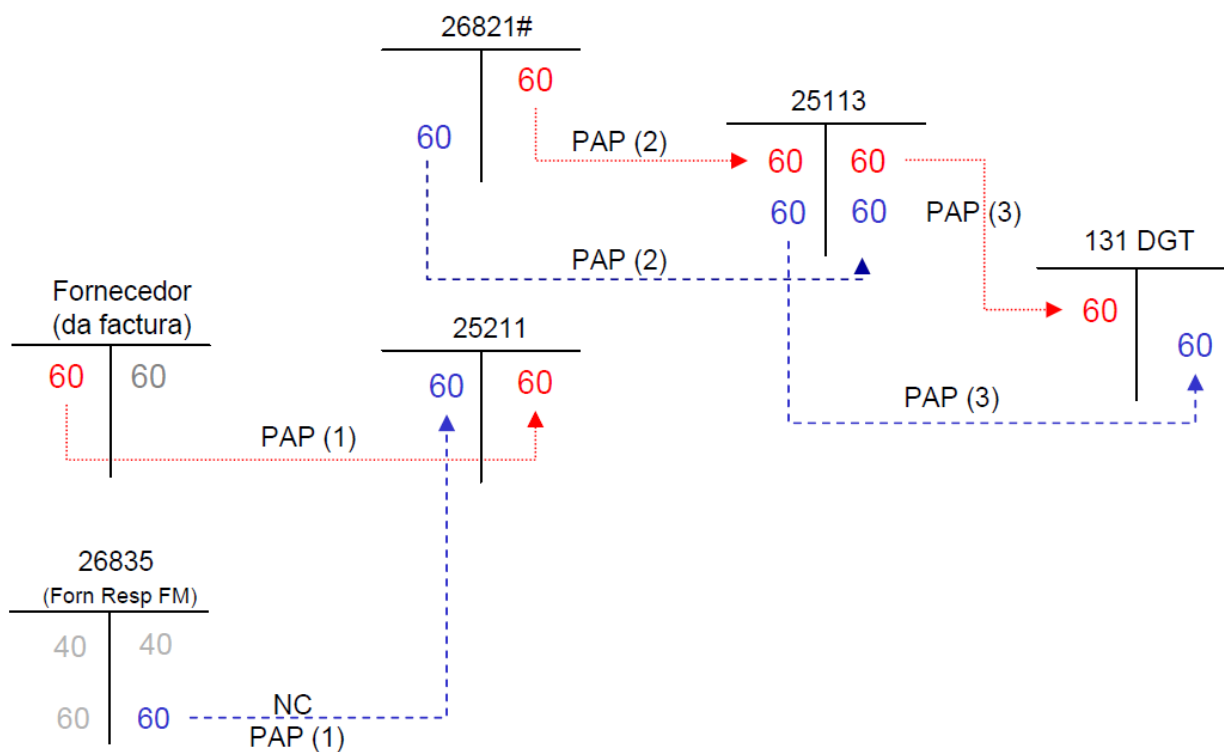 26821#
60
60
PAP (2)
PAP (2)
25113
60 60
60 60
PAP (3)
131 DGT
60
60
PAP (3)
Fornecedor
(da factura)
60 60
PAP (1)
25211
60 60
26835
(Forn Resp FM)
40 40
60 60
NC
PAP (1)